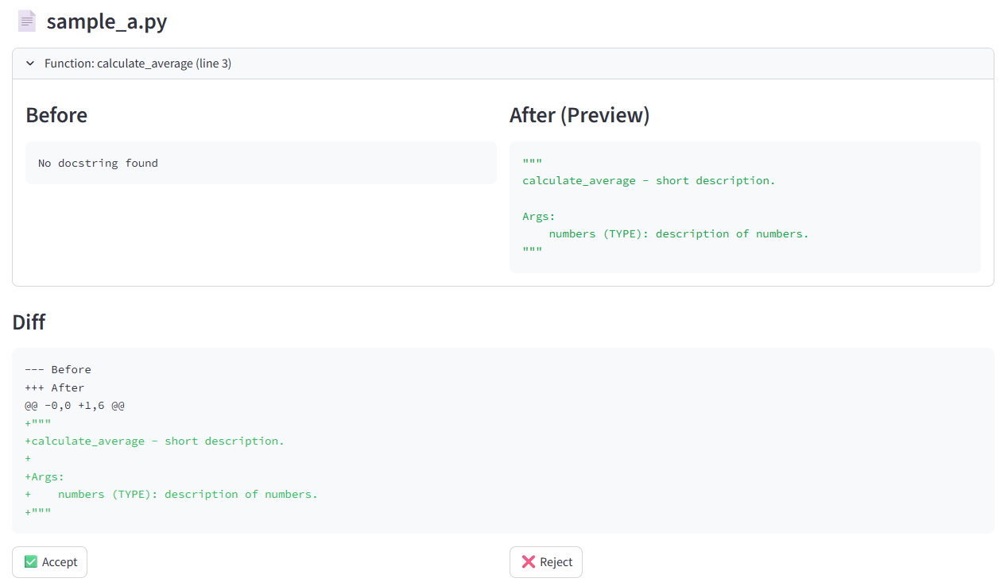 sample_a.py
Function: calculate_average (line 3)
Before
No docstring found
After (Preview)
"""
calculate_average - short description.

Args:
    numbers (TYPE): description of numbers.
"""
Diff
--- Before
+++ After
@@ -0,0 +1,6 @@
+"""
+calculate_average - short description.
+
+Args:
+    numbers (TYPE): description of numbers.
+"""
Accept
Reject